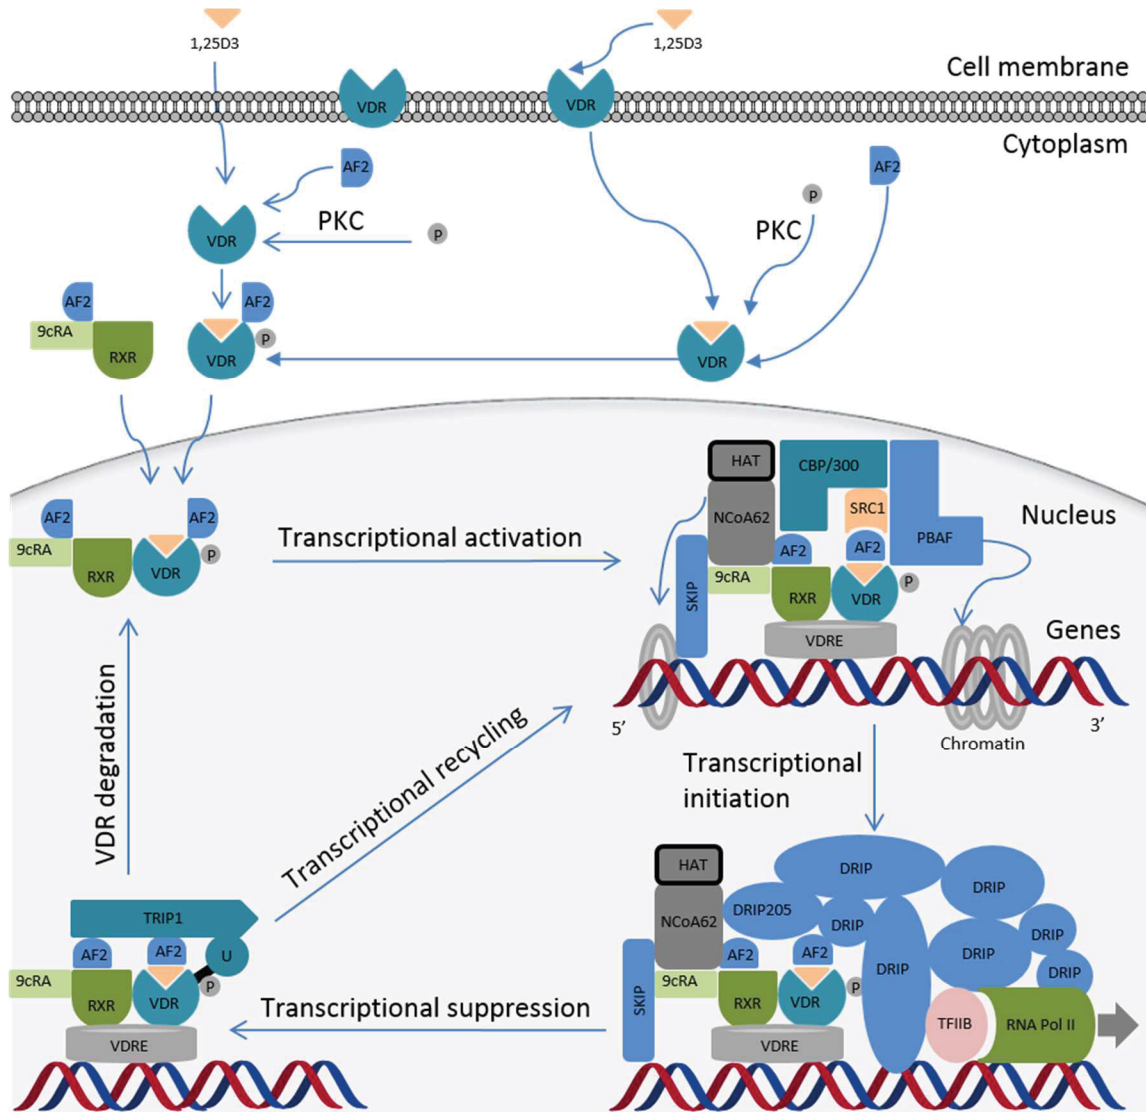 1,25D3
1,25D3
Cell membrane
VDR
VDR
Cytoplasm
AF2
AF2
P
PKC
PKC
VDR
P
AF2
AF2
9cRA
P
RXR
VDR
VDR
HAT
CBP/300
NCoA62
SRC1
Nucleus
AF2
AF2
Transcriptional activation
PBAF
9cRA
P
AF2
AF2
RXR
VDR
9cRA
P
SKIP
RXR
VDR
Genes
VDRE
5’
3’
Chromatin
VDR degradation
Transcriptional recycling
Transcriptional
initiation
HAT
DRIP
DRIP
TRIP1
NCoA62
DRIP205
DRIP
DRIP
AF2
AF2
U
AF2
AF2
DRIP
DRIP
DRIP
9cRA
P
9cRA
P
RXR
VDR
Transcriptional suppression
SKIP
RXR
VDR
TFIIB
RNA Pol II
VDRE
VDRE